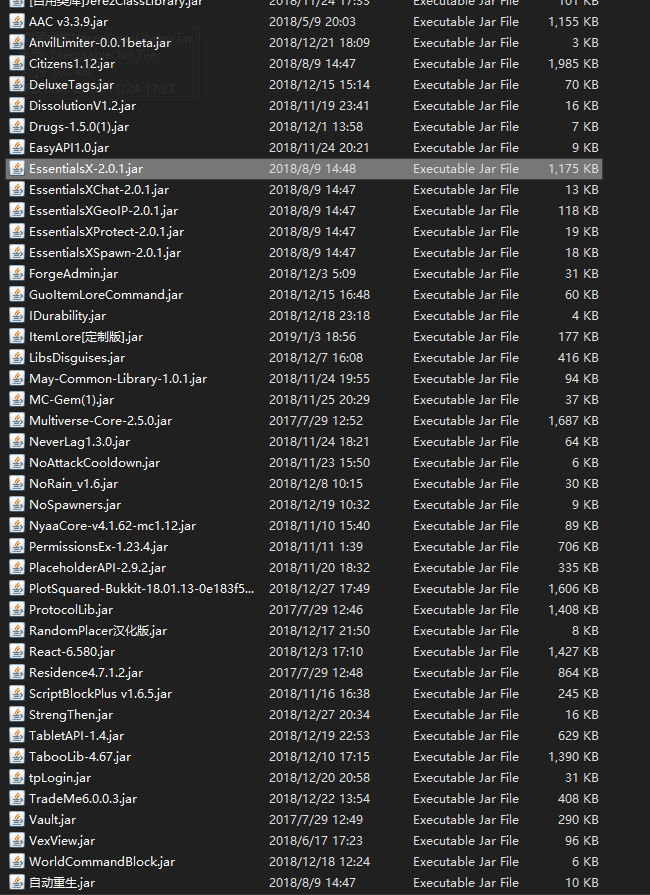 [自用类库]Jere2ClassLibrary.jar 2018/11/24 17:33 Executable Jar File 101 KB
AAC v3.3.9.jar 2018/5/9 20:03 Executable Jar File 1,155 KB
AnvilLimiter-0.0.1beta.jar 2018/12/21 18:09 Executable Jar File 3 KB
Citizens1.12.jar 2018/8/9 14:47 Executable Jar File 1,985 KB
DeluxeTags.jar 2018/12/15 15:14 Executable Jar File 70 KB
DissolutionV1.2.jar 2018/11/19 23:41 Executable Jar File 16 KB
Drugs-1.5.0(1).jar 2018/12/1 13:58 Executable Jar File 7 KB
EasyAPI1.0.jar 2018/11/24 20:21 Executable Jar File 9 KB
EssentialsX-2.0.1.jar 2018/8/9 14:48 Executable Jar File 1,175 KB
EssentialsXChat-2.0.1.jar 2018/8/9 14:47 Executable Jar File 13 KB
EssentialsXGeoIP-2.0.1.jar 2018/8/9 14:47 Executable Jar File 118 KB
EssentialsXProtect-2.0.1.jar 2018/8/9 14:47 Executable Jar File 19 KB
EssentialsXSpawn-2.0.1.jar 2018/8/9 14:47 Executable Jar File 18 KB
ForgeAdmin.jar 2018/12/3 5:09 Executable Jar File 31 KB
GuoItemLoreCommand.jar 2018/12/15 16:48 Executable Jar File 60 KB
IDurability.jar 2018/12/18 23:18 Executable Jar File 4 KB
ItemLore[定制版].jar 2019/1/3 18:56 Executable Jar File 177 KB
LibsDisguises.jar 2018/12/7 16:08 Executable Jar File 416 KB
May-Common-Library-1.0.1.jar 2018/11/24 19:55 Executable Jar File 94 KB
MC-Gem(1).jar 2018/11/25 20:29 Executable Jar File 37 KB
Multiverse-Core-2.5.0.jar 2017/7/29 12:52 Executable Jar File 1,687 KB
NeverLag1.3.0.jar 2018/11/24 18:21 Executable Jar File 64 KB
NoAttackCooldown.jar 2018/11/23 15:50 Executable Jar File 6 KB
NoRain_v1.6.jar 2018/12/8 10:15 Executable Jar File 30 KB
NoSpawners.jar 2018/12/19 10:32 Executable Jar File 9 KB
NyaaCore-v4.1.62-mc1.12.jar 2018/11/10 15:40 Executable Jar File 89 KB
PermissionsEx-1.23.4.jar 2018/11/11 1:39 Executable Jar File 706 KB
PlaceholderAPI-2.9.2.jar 2018/11/20 18:32 Executable Jar File 335 KB
PlotSquared-Bukkit-18.01.13-0e183f5... 2018/12/27 17:49 Executable Jar File 1,606 KB
ProtocolLib.jar 2017/7/29 12:46 Executable Jar File 1,408 KB
RandomPlacer汉化版.jar 2018/12/17 21:50 Executable Jar File 8 KB
React-6.580.jar 2018/12/3 17:10 Executable Jar File 1,427 KB
Residence4.7.1.2.jar 2017/7/29 12:48 Executable Jar File 864 KB
ScriptBlockPlus v1.6.5.jar 2018/11/16 16:38 Executable Jar File 245 KB
StrengThen.jar 2018/12/27 20:34 Executable Jar File 16 KB
TabletAPI-1.4.jar 2018/12/19 22:53 Executable Jar File 629 KB
TabooLib-4.67.jar 2018/12/10 17:15 Executable Jar File 1,390 KB
tpLogin.jar 2018/12/20 20:58 Executable Jar File 31 KB
TradeMe6.0.0.3.jar 2018/12/22 13:54 Executable Jar File 408 KB
Vault.jar 2017/7/29 12:49 Executable Jar File 290 KB
VexView.jar 2018/6/17 17:23 Executable Jar File 96 KB
WorldCommandBlock.jar 2018/12/18 12:24 Executable Jar File 6 KB
自动重生.jar 2018/8/9 14:47 Executable Jar File 10 KB